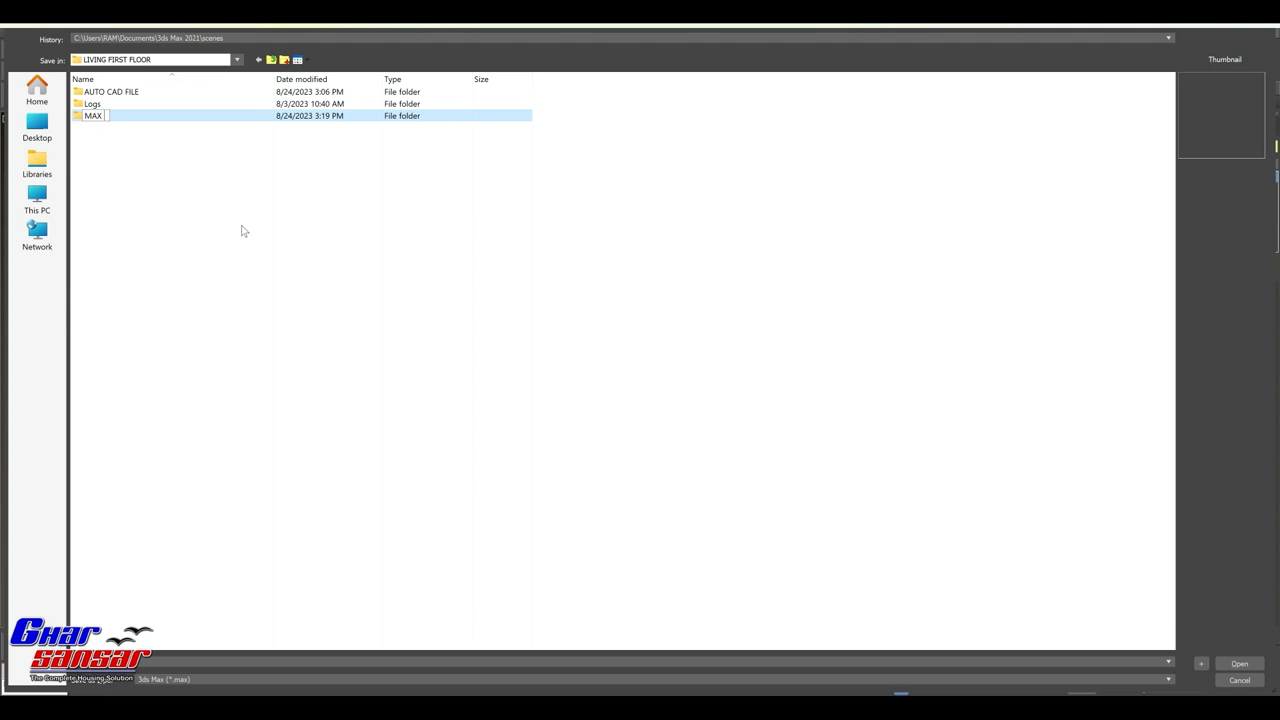 History: C:\Users\RAM\Documents\3ds Max 2021\scenes
Save in: LIVING FIRST FLOOR
Thumbnail
Name Date modified Type Size
AUTO CAD FILE 8/24/2023 3:06 PM File folder
Logs 8/3/2023 10:40 AM File folder
MAX 8/24/2023 3:19 PM File folder
Home
Desktop
Libraries
This PC
Network
GHAR
SANSAR
The Complete Housing Solution
+ Open
3ds Max (*.max)
Cancel